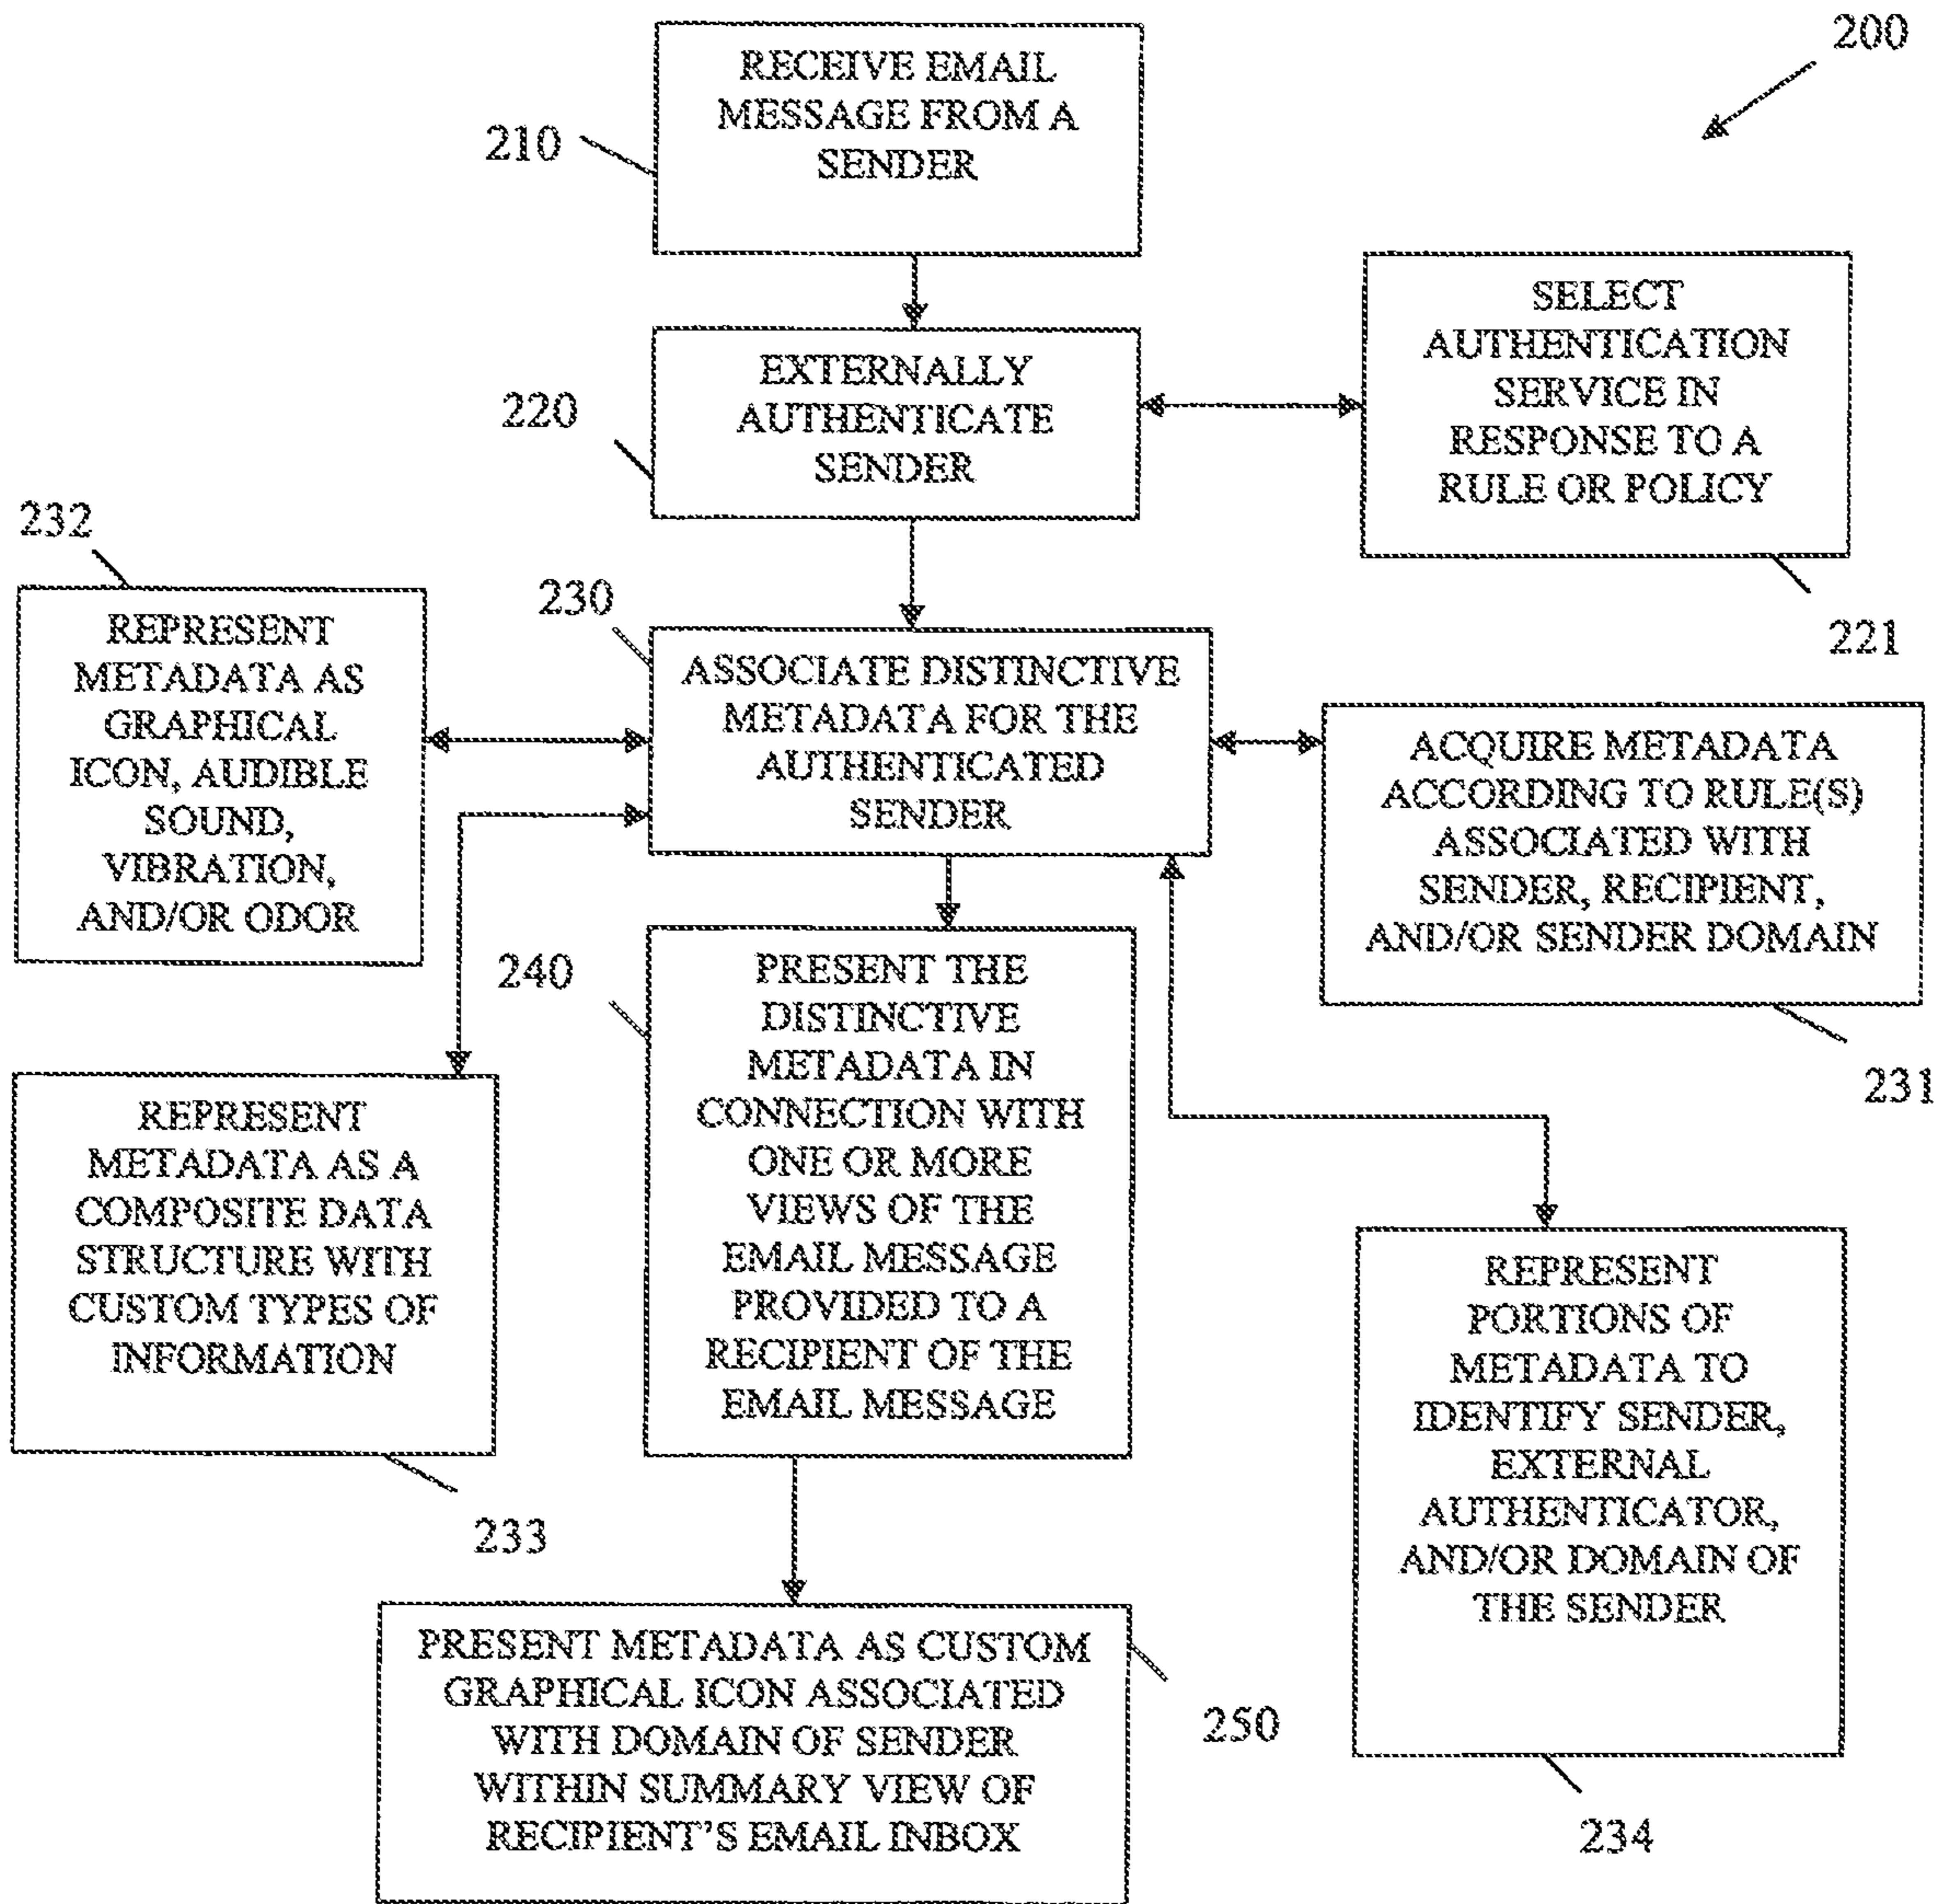 200
RECEIVE EMAIL
MESSAGE FROM A
SENDER
210
EXTERNALLY
AUTHENTICATE
SENDER
220
SELECT
AUTHENTICATION
SERVICE IN
RESPONSE TO A
RULE OR POLICY
221
232
REPRESENT
METADATA AS
GRAPHICAL
ICON, AUDIBLE
SOUND,
VIBRATION,
AND/OR ODOR
230
ASSOCIATE DISTINCTIVE
METADATA FOR THE
AUTHENTICATED
SENDER
ACQUIRE METADATA
ACCORDING TO RULE(S)
ASSOCIATED WITH
SENDER, RECIPIENT,
AND/OR SENDER DOMAIN
231
240
PRESENT THE
DISTINCTIVE
METADATA IN
CONNECTION WITH
ONE OR MORE
VIEWS OF THE
EMAIL MESSAGE
PROVIDED TO A
RECIPIENT OF THE
EMAIL MESSAGE
REPRESENT
METADATA AS A
COMPOSITE DATA
STRUCTURE WITH
CUSTOM TYPES OF
INFORMATION
233
REPRESENT
PORTIONS OF
METADATA TO
IDENTIFY SENDER,
EXTERNAL
AUTHENTICATOR,
AND/OR DOMAIN OF
THE SENDER
234
PRESENT METADATA AS CUSTOM
GRAPHICAL ICON ASSOCIATED
WITH DOMAIN OF SENDER
WITHIN SUMMARY VIEW OF
RECIPIENT'S EMAIL INBOX
250